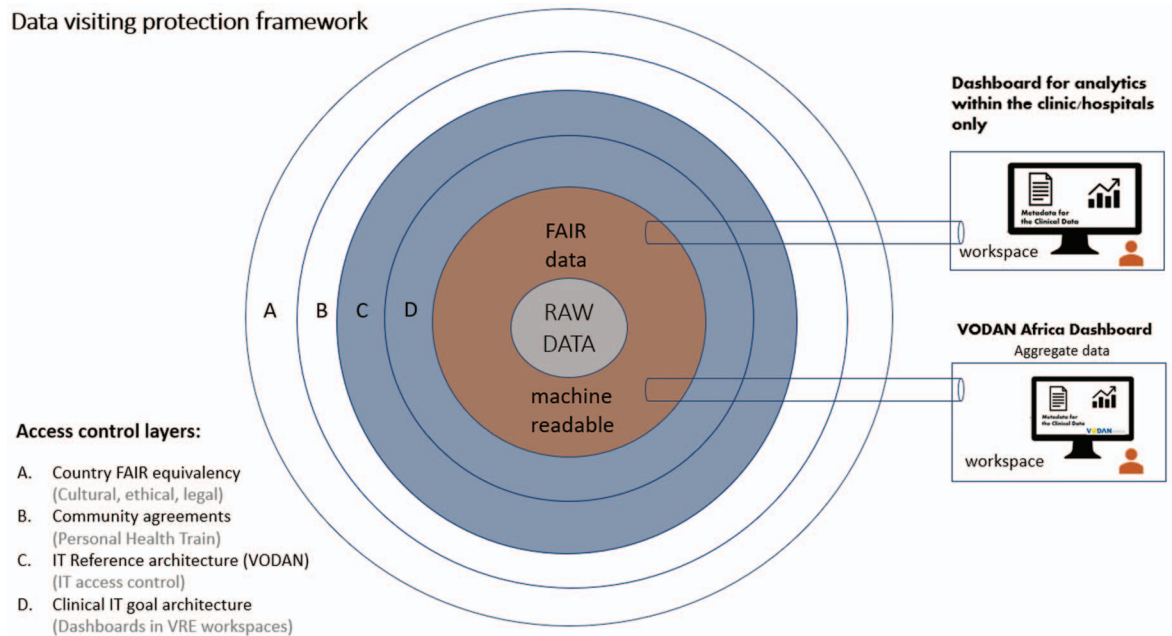 Data visiting protection framework
Dashboard for analytics
within the clinic/hospitals
only
Metadata for
the Clinical Data
workspace
FAIR
data
A
B
C
D
RAW
DATA
machine
readable
VODAN Africa Dashboard
Aggregate data
Metadata for
the Clinical Data
VODAN
workspace
Access control layers:
A. Country FAIR equivalency
(Cultural, ethical, legal)
B. Community agreements
(Personal Health Train)
C. IT Reference architecture (VODAN)
(IT access control)
D. Clinical IT goal architecture
(Dashboards in VRE workspaces)